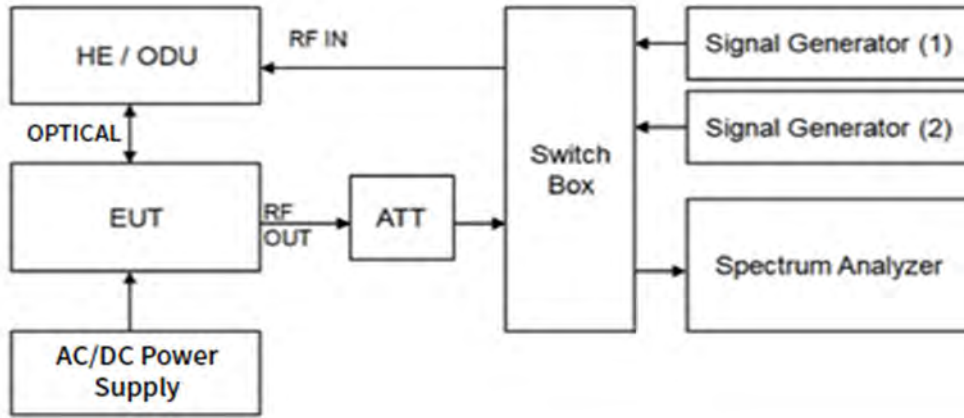 HE / ODU
RF IN
Signal Generator (1)
OPTICAL
Signal Generator (2)
Switch
Box
EUT
RF
OUT
ATT
Spectrum Analyzer
AC/DC Power
Supply